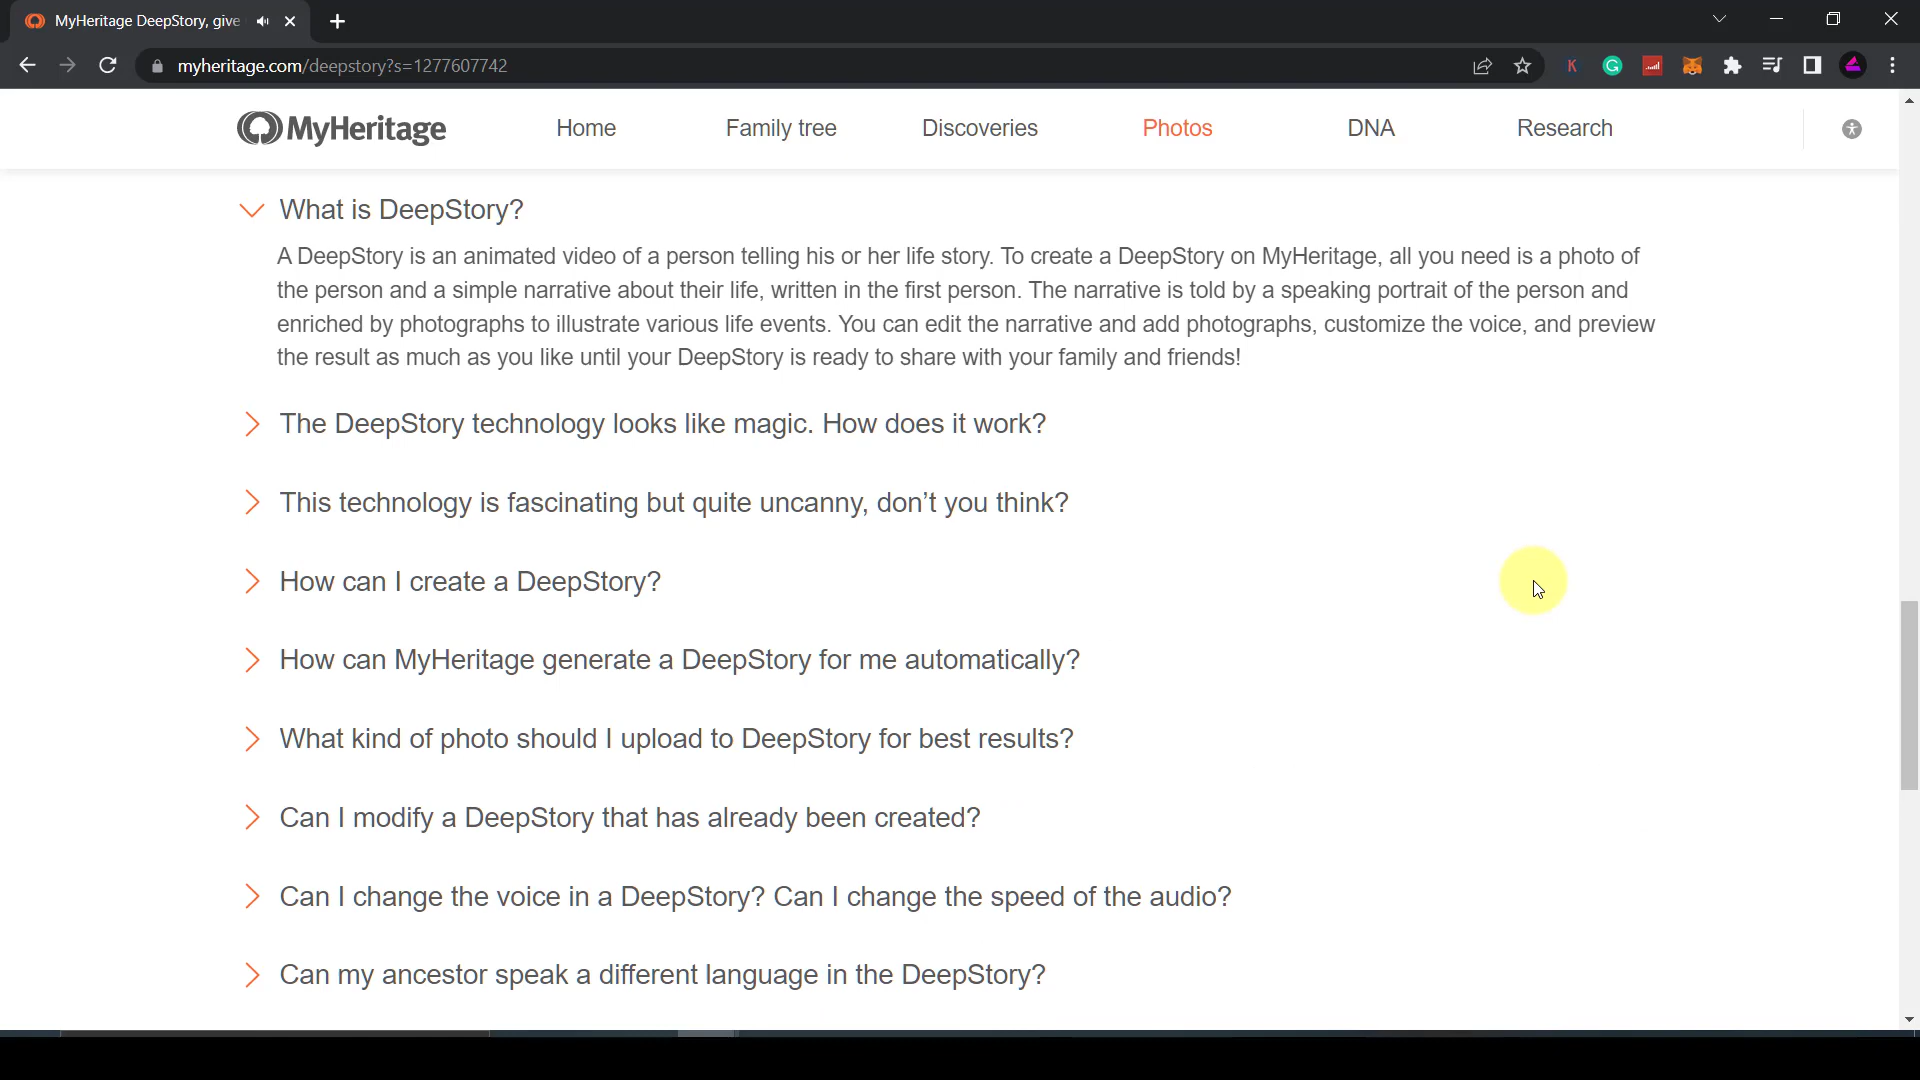 MyHeritage DeepStory, give
myheritage.com/deepstory?s=1277607742
K
G
MyHeritage
Home
Family tree
Discoveries
Photos
DNA
Research
What is DeepStory?
A DeepStory is an animated video of a person telling his or her life story. To create a DeepStory on MyHeritage, all you need is a photo of
the person and a simple narrative about their life, written in the first person. The narrative is told by a speaking portrait of the person and
enriched by photographs to illustrate various life events. You can edit the narrative and add photographs, customize the voice, and preview
the result as much as you like until your DeepStory is ready to share with your family and friends!
The DeepStory technology looks like magic. How does it work?
This technology is fascinating but quite uncanny, don’t you think?
How can I create a DeepStory?
How can MyHeritage generate a DeepStory for me automatically?
What kind of photo should I upload to DeepStory for best results?
Can I modify a DeepStory that has already been created?
Can I change the voice in a DeepStory? Can I change the speed of the audio?
Can my ancestor speak a different language in the DeepStory?